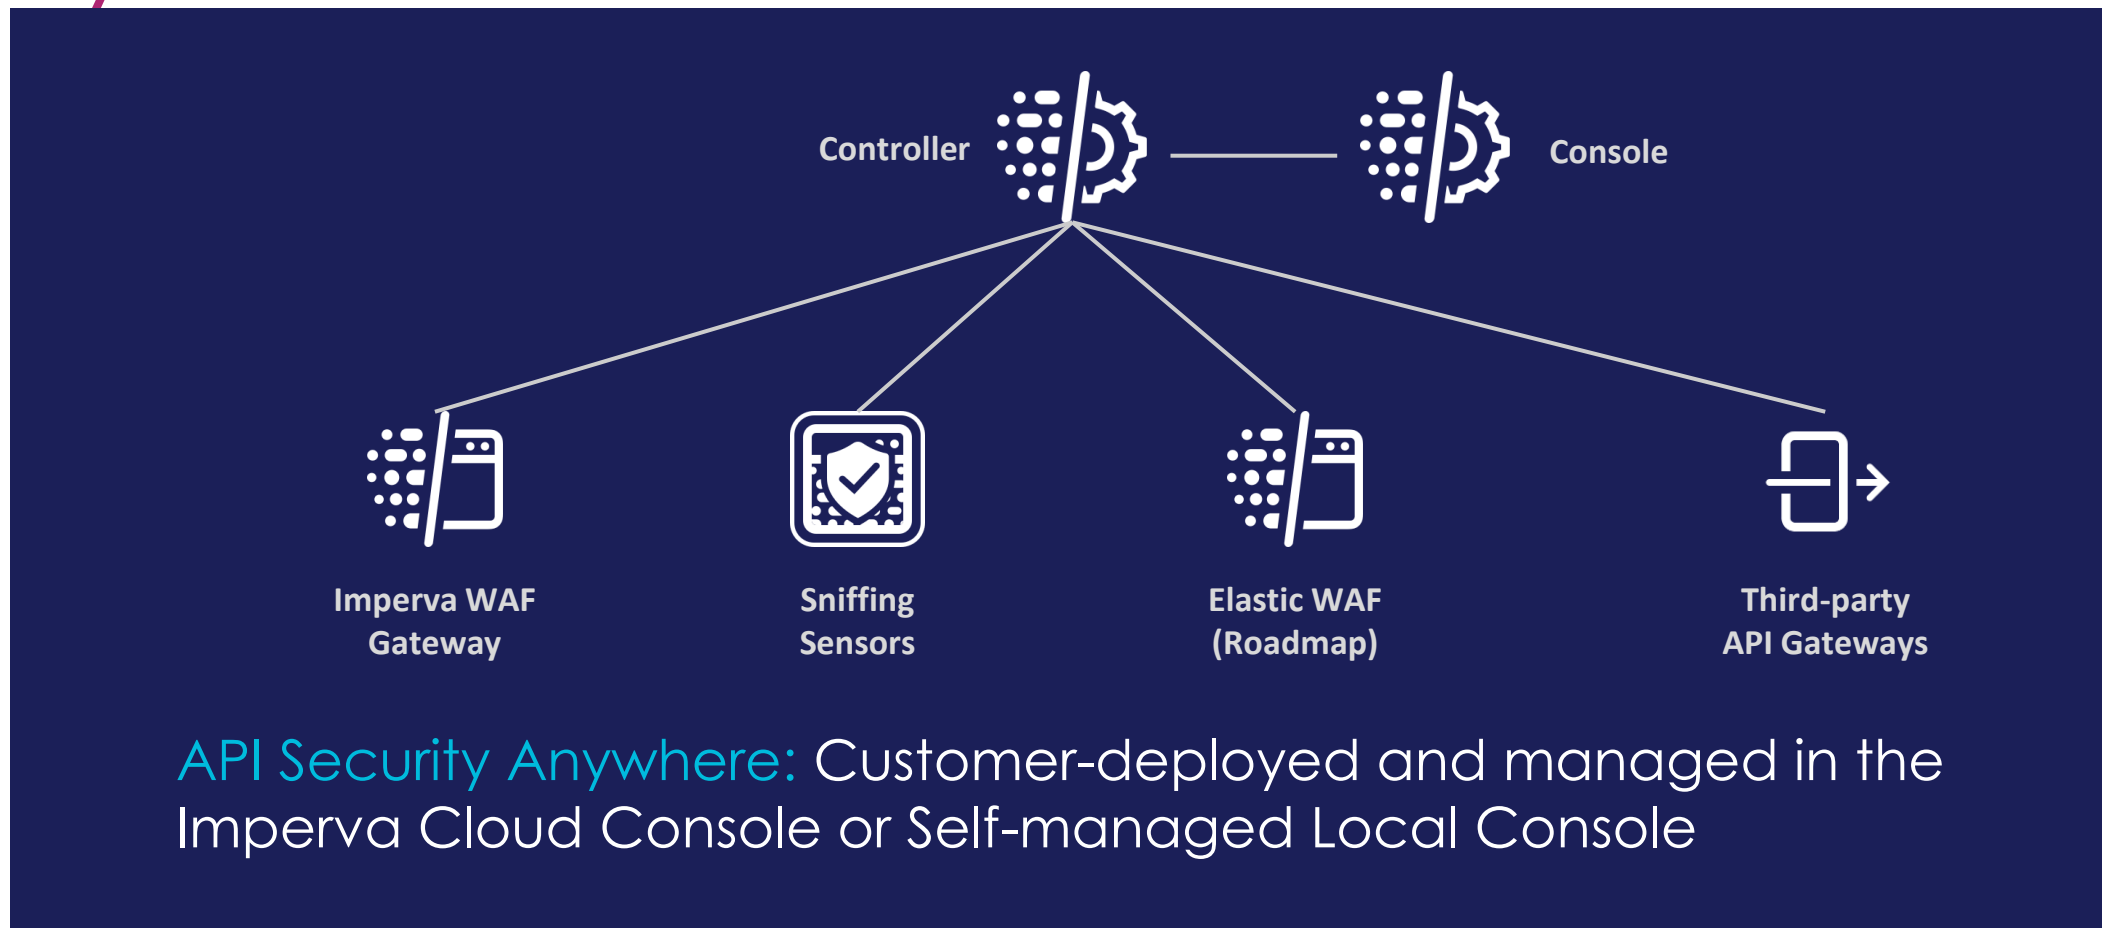 Controller
Console
Imperva WAF
Gateway
Sniffing
Sensors
Elastic WAF
(Roadmap)
Third-party
API Gateways
API Security Anywhere: Customer-deployed and managed in the
Imperva Cloud Console or Self-managed Local Console